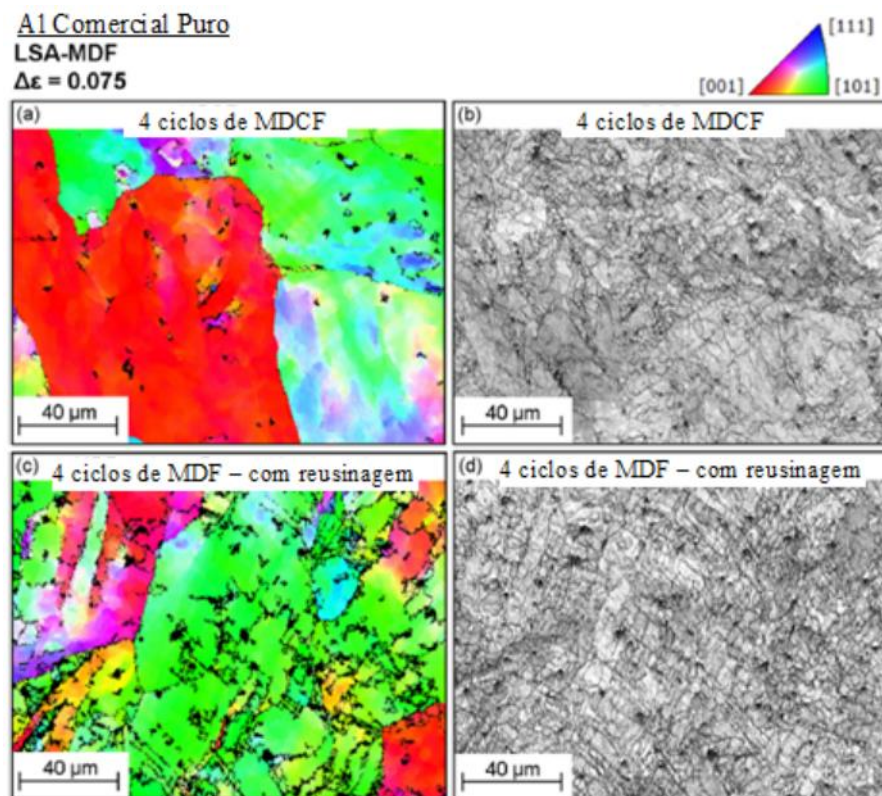 Al Comercial Puro
LSA-MDF
Δε = 0.075
[111]
[001]
[101]
(a)
4 ciclos de MDCF
(b)
4 ciclos de MDCF
40 µm
40 µm
(c)
4 ciclos de MDF – com reusinagem
(d)
4 ciclos de MDF – com reusinagem
40 µm
40 µm